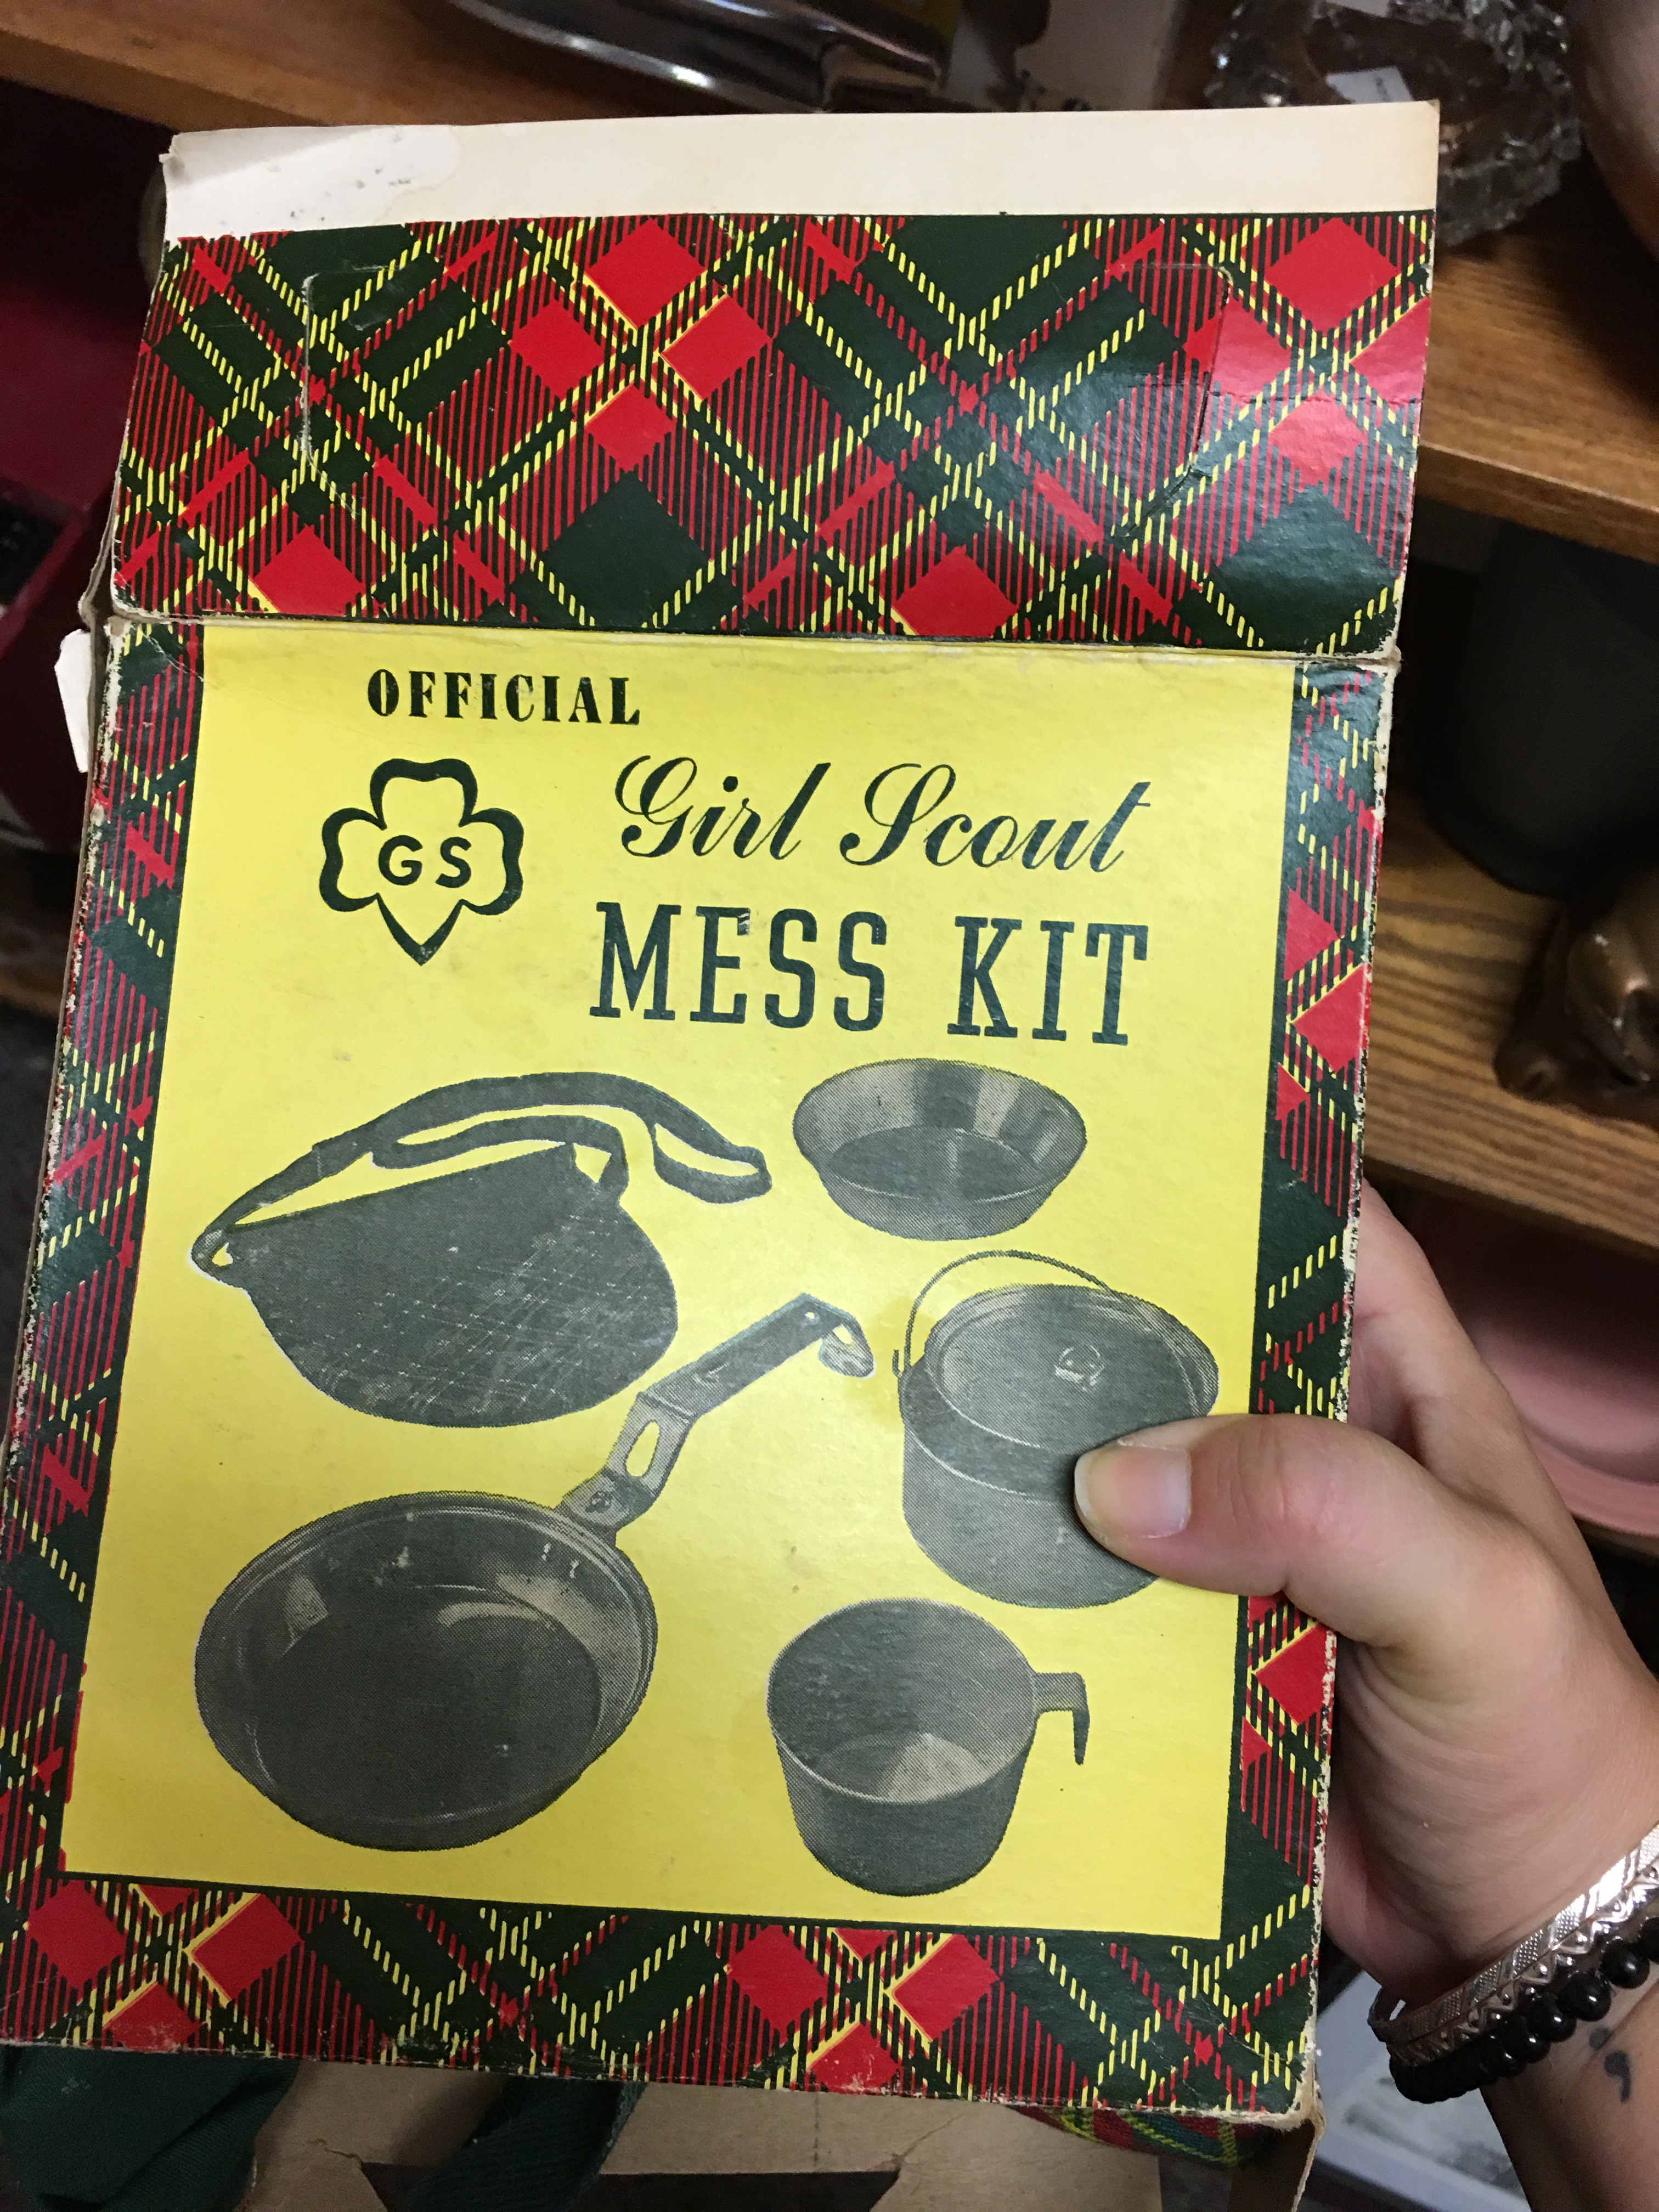 OFFICIAL
GS
Girl Scout
MESS KIT